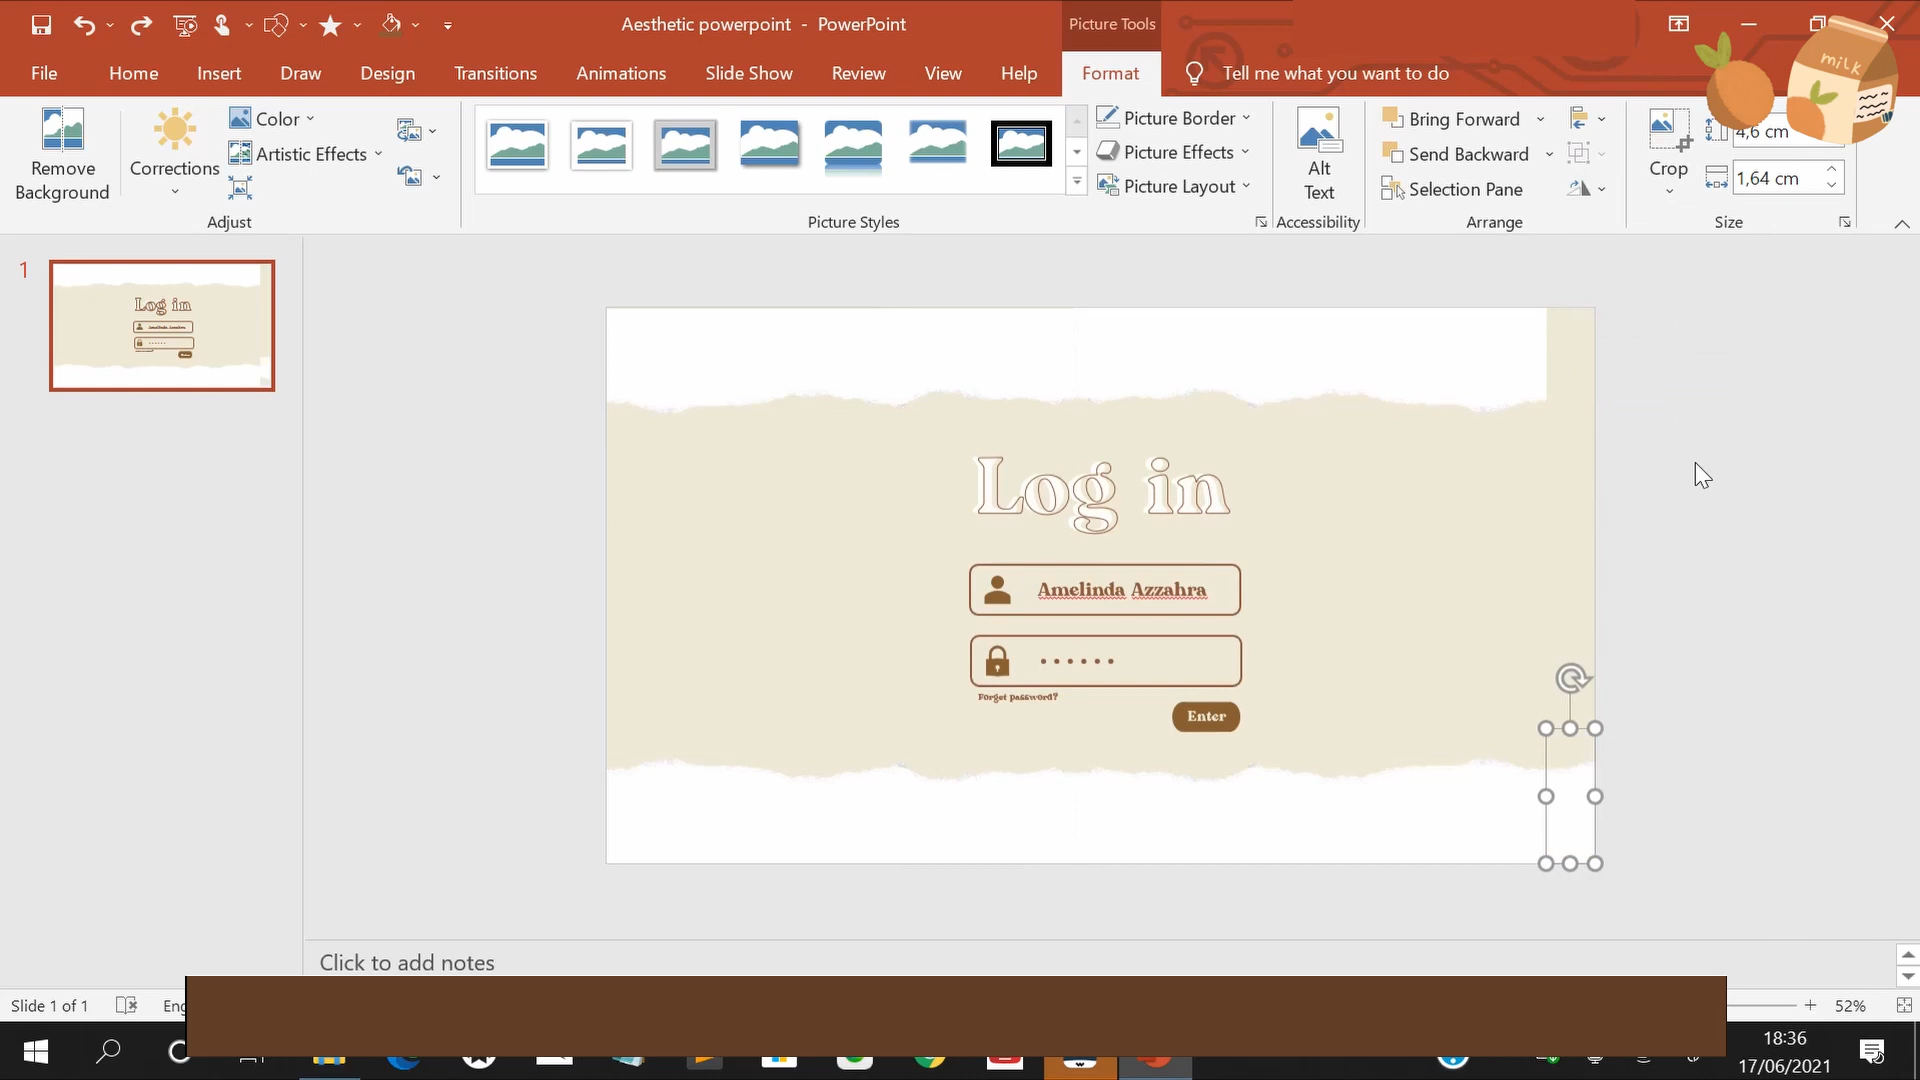 Aesthetic powerpoint - PowerPoint
Picture Tools
File Home Insert Draw Design Transitions Animations Slide Show Review View Help Format Tell me what you want to do
milk
Remove Background
Corrections
Color
Artistic Effects
Adjust
Picture Styles
Picture Border
Picture Effects
Picture Layout
Alt Text
Accessibility
Bring Forward
Send Backward
Selection Pane
Arrange
Crop
4,6 cm
1,64 cm
Size
1
Log in
Amelinda Azzahra
Enter
Log in
Amelinda Azzahra
••••••
Forget password?
Enter
Click to add notes
Slide 1 of 1
Eng
52%
18:36
17/06/2021